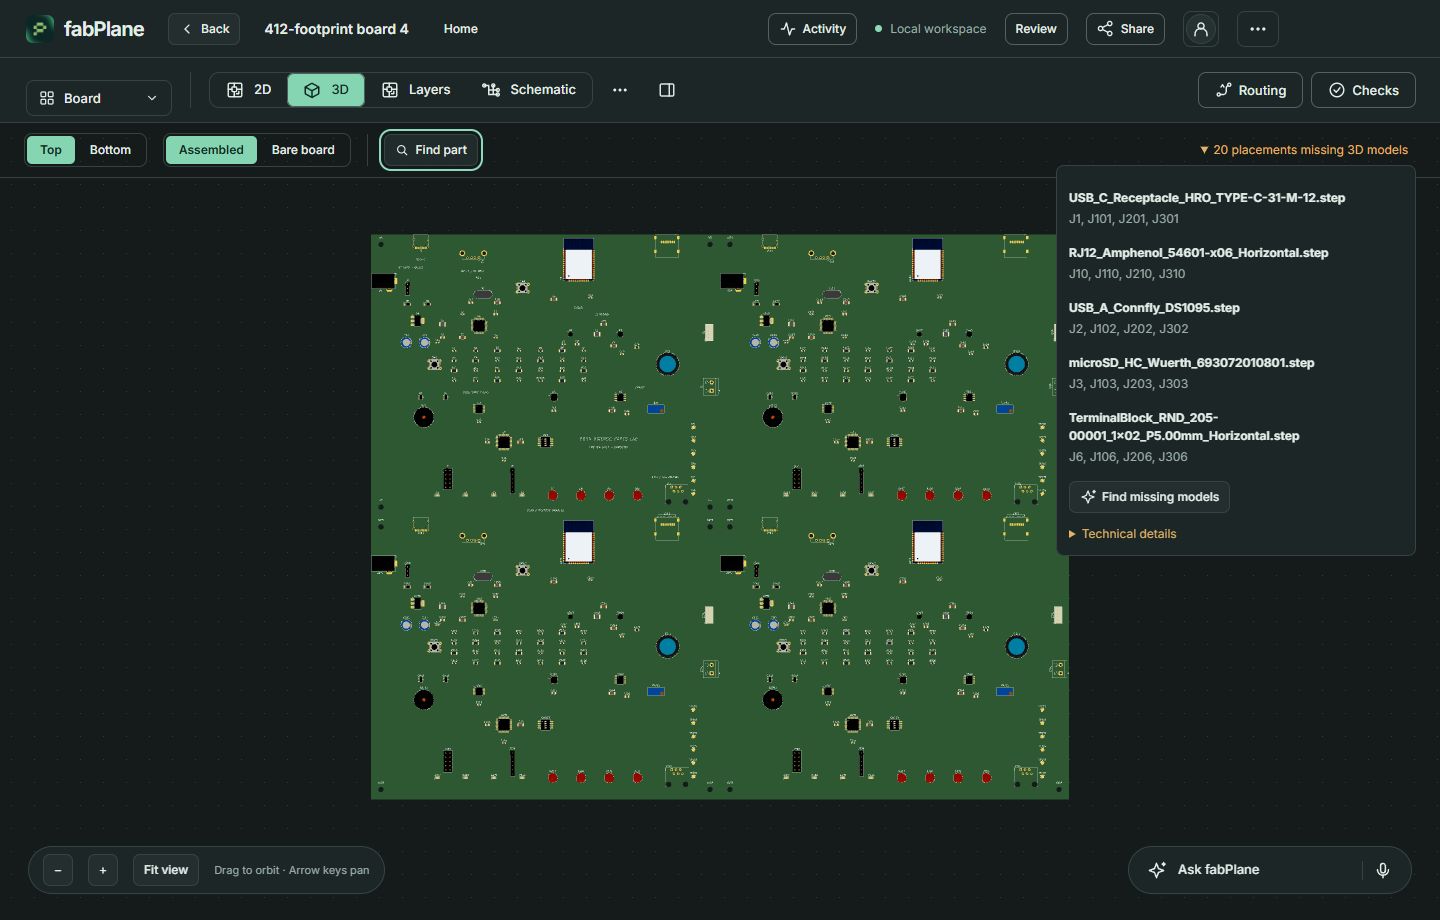 fabPlane
Back
412-footprint board 4
Home
Activity
Local workspace
Review
Share
Board
2D
3D
Layers
Schematic
Routing
Checks
Top
Bottom
Assembled
Bare board
Find part
20 placements missing 3D models
USB_C_Receptacle_HRO_TYPE-C-31-M-12.step
J1, J101, J201, J301
RJ12_Amphenol_54601-x06_Horizontal.step
J10, J110, J210, J310
USB_A_Connfly_DS1095.step
J2, J102, J202, J302
microSD_HC_Wuerth_693072010801.step
J3, J103, J203, J303
TerminalBlock_RND_205-
00001_1x02_P5.00mm_Horizontal.step
J6, J106, J206, J306
Find missing models
Technical details
Fit view
Drag to orbit · Arrow keys pan
Ask fabPlane